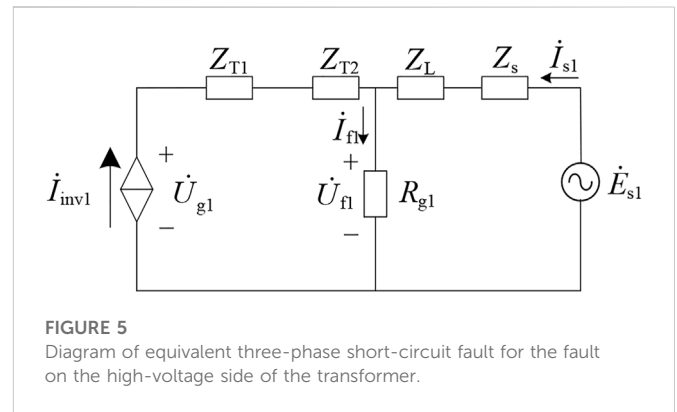 Z_T1 Z_T2 Z_L Z_s İ_s1
İ_f1
+ +
İ_inv1 U̇_g1 U̇_f1 R_g1 Ė_s1
− −
FIGURE 5
Diagram of equivalent three-phase short-circuit fault for the fault
on the high-voltage side of the transformer.